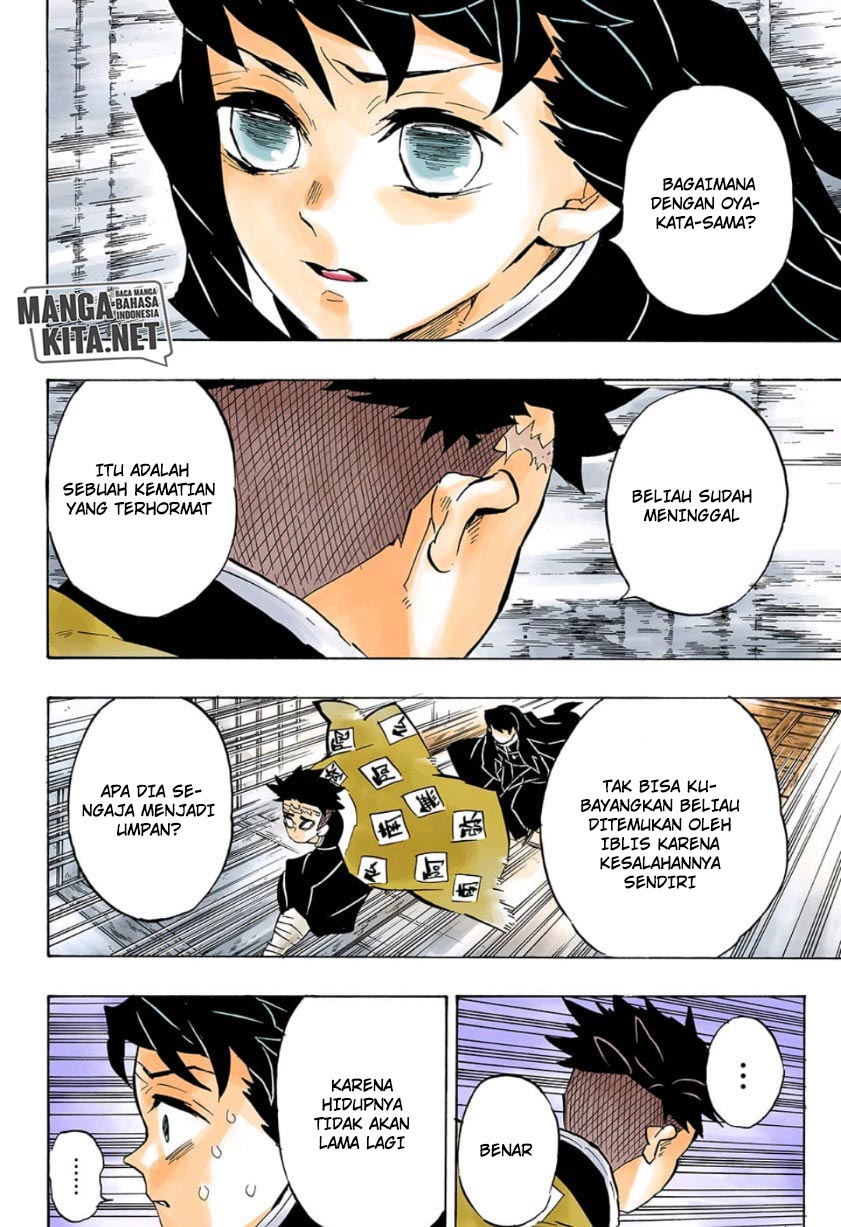 BAGAIMANA
DENGAN OYA-
KATA-SAMA?
MANGA
KITA.NET
BACA MANGA
BAHASA
INDONESIA
BELIAU SUDAH
MENINGGAL
ITU ADALAH
SEBUAH KEMATIAN
YANG TERHORMAT
TAK BISA KU-
BAYANGKAN BELIAU
DITEMUKAN OLEH
IBLIS KARENA
KESALAHANNYA
SENDIRI
APA DIA SE-
NGAJA MENJADI
UMPAN?
...
BENAR
KARENA
HIDUPNYA
TIDAK AKAN
LAMA LAGI
......